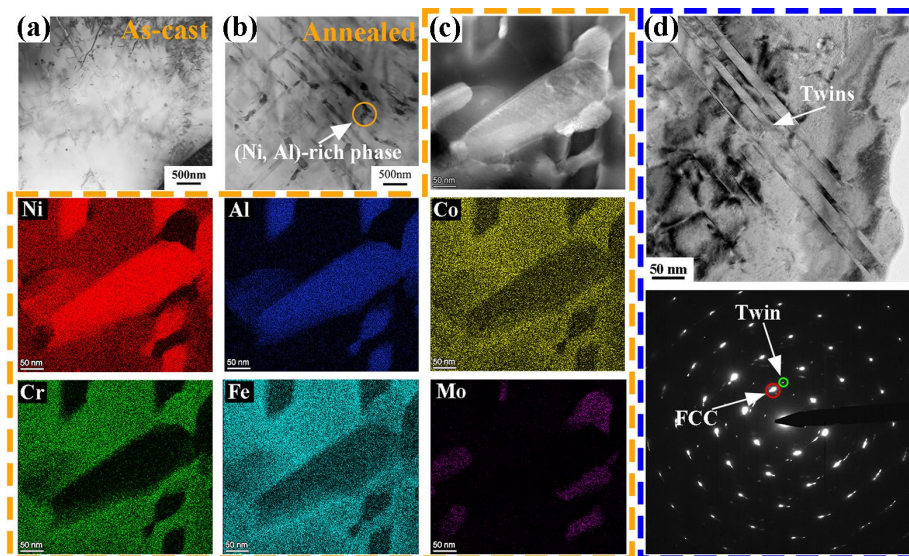 (a)
As-cast
500nm
(b)
Annealed
(Ni, Al)-rich phase
500nm
(c)
50 nm
(d)
Twins
50 nm
Ni
50 nm
Al
50 nm
Co
50 nm
Cr
50 nm
Fe
50 nm
Mo
50 nm
Twin
FCC